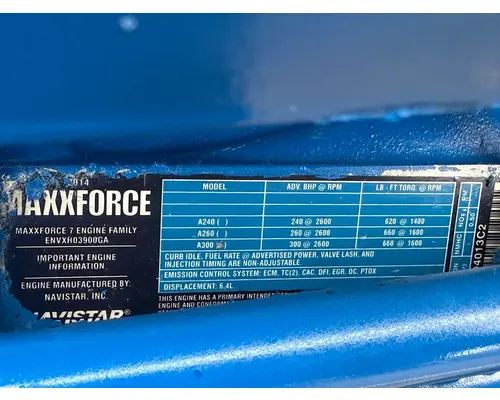 2014
MAXXFORCE
MAXXFORCE 7 ENGINE FAMILY
ENVXH03900GA
IMPORTANT ENGINE
INFORMATION
ENGINE MANUFACTURED BY:
NAVISTAR. INC.
NAVISTAR
MODEL ADV. BHP @ RPM LB - FT TORQ. @ RPM
A240 ( ) 240 @ 2600 620 @ 1400
A260 ( ) 260 @ 2600 660 @ 1600
A300 ( ) 300 @ 2600 660 @ 1600
CURB IDLE, FUEL RATE @ ADVERTISED POWER, VALVE LASH, AND
INJECTION TIMING ARE NON-ADJUSTABLE.
EMISSION CONTROL SYSTEM: ECM, TC(2), CAC, DFI, EGR, OC, PTOX
DISPLACEMENT: 6.4L
THIS ENGINE HAS A PRIMARY
ENGINE AND CONFORMS
NMHC
0.50
4013C2